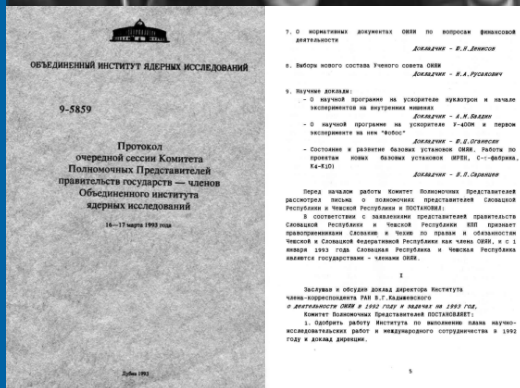 ОБЪЕДИНЕННЫЙ ИНСТИТУТ ЯДЕРНЫХ ИССЛЕДОВАНИЙ
9-5859
Протокол
очередной сессии Комитета
Полномочных Представителей
правительств государств — членов
Объединенного института
ядерных исследований
16—17 марта 1993 года
Дубна 1993
7. О нормативных документах ОИЯИ по вопросам финансовой
деятельности
Докладчик - Ю.Н.Денисов
8. Выборы нового состава Ученого совета ОИЯИ
Докладчик - Н.А.Русакович
9. Научные доклады:
- О научной программе на ускорителе нуклотрон и начале
экспериментов на внутренних мишенях
Докладчик - А.М.Балдин
- О научной программе на ускорителе У-400М и первом
эксперименте на нем "Фобос"
Докладчик - Ю.Ц.Оганесян
- Состояние и развитие базовых установок ОИЯИ. Работы по
проектам новых базовых установок (ИРЕН, С-τ-фабрика,
К4-К10)
Докладчик - В.П.Саранцев
Перед началом работы Комитет Полномочных Представителей
рассмотрел письма о полномочиях представителей Словацкой
Республики и Чешской Республики и ПОСТАНОВИЛ:
В соответствии с заявлениями представителей правительств
Словацкой Республики и Чешской Республики КПП признает
правопреемниками Словакию и Чехию по правам и обязанностям
Чешской и Словацкой Федеративной Республики как члена ОИЯИ, и с 1
января 1993 года Словацкая Республика и Чешская Республика
являются государствами - членами ОИЯИ.
I
Заслушав и обсудив доклад директора Института
члена-корреспондента РАН В.Г.Кадышевского
о деятельности ОИЯИ в 1992 году и задачах на 1993 год,
Комитет Полномочных Представителей ПОСТАНОВЛЯЕТ:
1. Одобрить работу Института по выполнению плана научно-
исследовательских работ и международного сотрудничества в 1992
году и доклад дирекции.
5